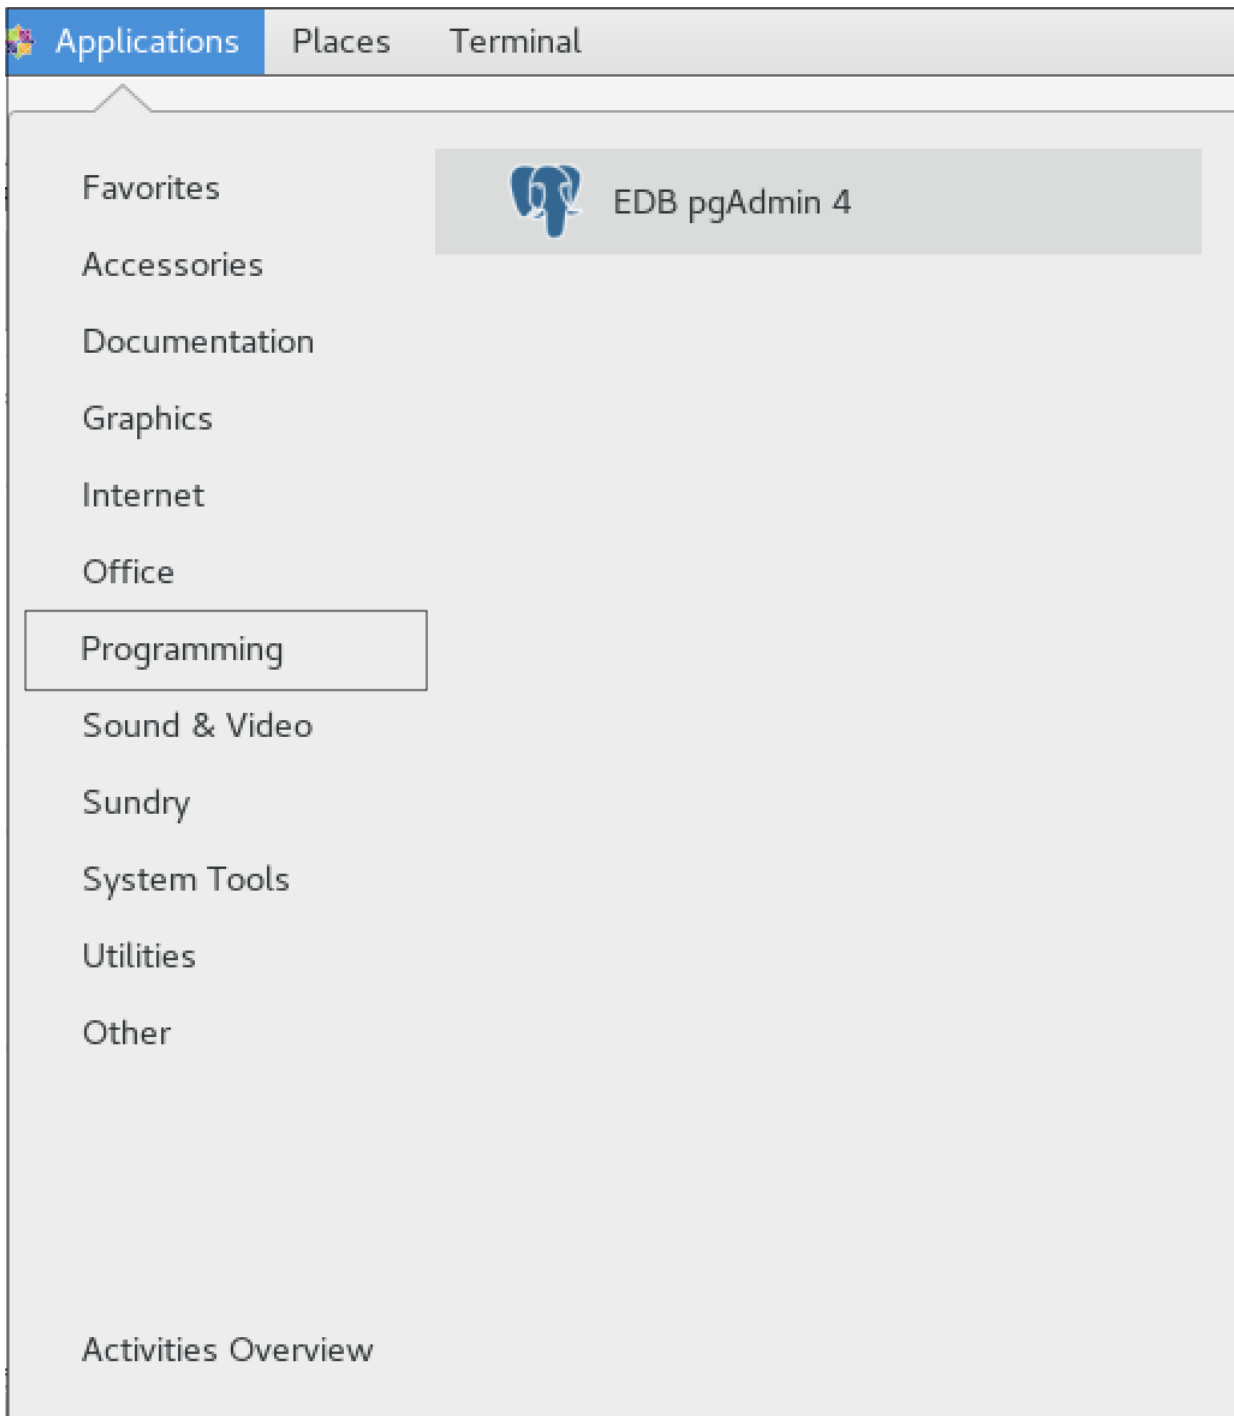 Applications Places Terminal
Favorites
EDB pgAdmin 4
Accessories
Documentation
Graphics
Internet
Office
Programming
Sound & Video
Sundry
System Tools
Utilities
Other
Activities Overview